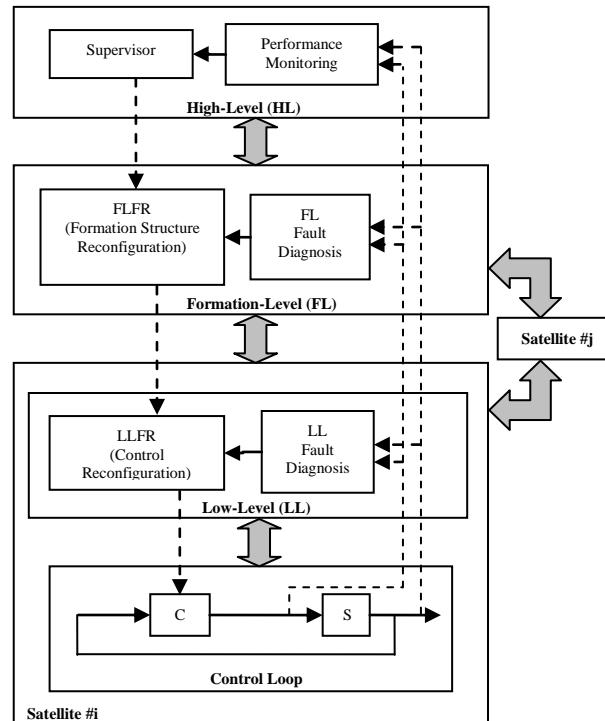 Supervisor
Performance
Monitoring
High-Level (HL)
FLFR
(Formation Structure
Reconfiguration)
FL
Fault
Diagnosis
Formation-Level (FL)
Satellite #j
LLFR
(Control
Reconfiguration)
LL
Fault
Diagnosis
Low-Level (LL)
C
S
Control Loop
Satellite #i